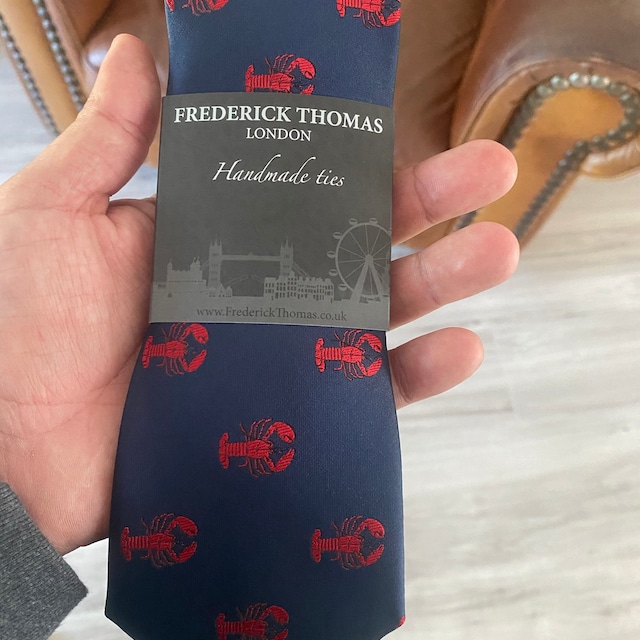 FREDERICK THOMAS
LONDON
Handmade ties
www.FrederickThomas.co.uk